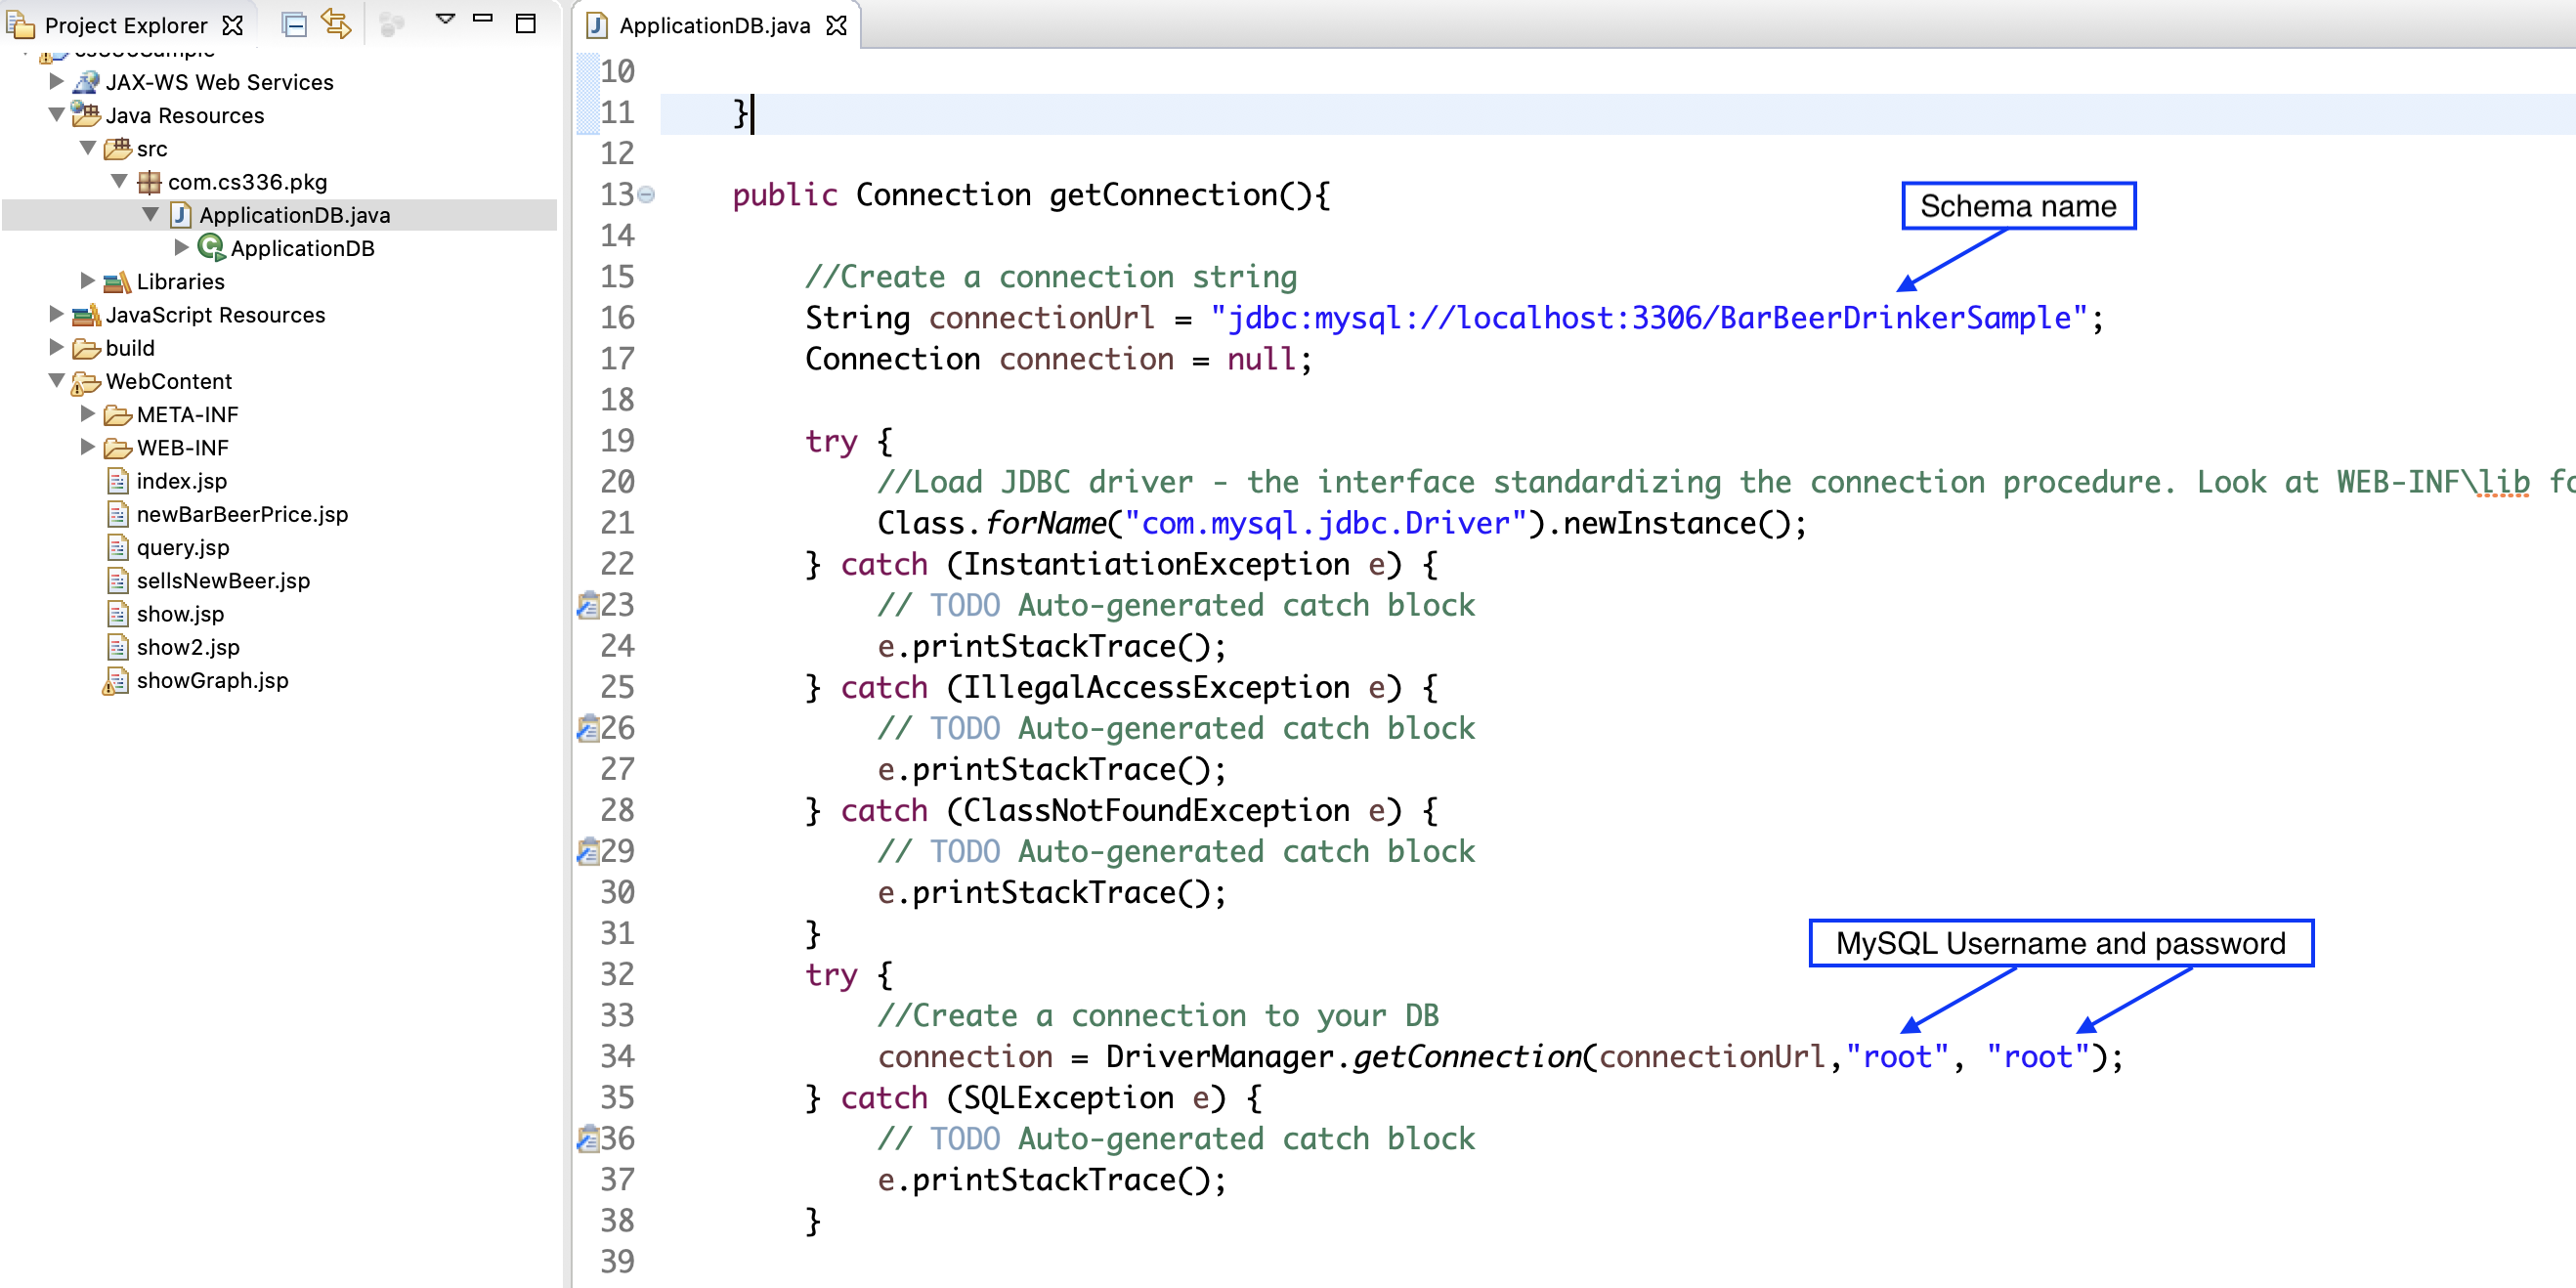 Project Explorer
JAX-WS Web Services
Java Resources
src
com.cs336.pkg
ApplicationDB.java
ApplicationDB
Libraries
JavaScript Resources
build
WebContent
META-INF
WEB-INF
index.jsp
newBarBeerPrice.jsp
query.jsp
sellsNewBeer.jsp
show.jsp
show2.jsp
showGraph.jsp
ApplicationDB.java
10
11 }
12
13 public Connection getConnection(){
Schema name
14
15 //Create a connection string
16 String connectionUrl = "jdbc:mysql://localhost:3306/BarBeerDrinkerSample";
17 Connection connection = null;
18
19 try {
20 //Load JDBC driver - the interface standardizing the connection procedure. Look at WEB-INF\lib
21 Class.forName("com.mysql.jdbc.Driver").newInstance();
22 } catch (InstantiationException e) {
23 // TODO Auto-generated catch block
24 e.printStackTrace();
25 } catch (IllegalAccessException e) {
26 // TODO Auto-generated catch block
27 e.printStackTrace();
28 } catch (ClassNotFoundException e) {
29 // TODO Auto-generated catch block
30 e.printStackTrace();
31 }
MySQL Username and password
32 try {
33 //Create a connection to your DB
34 connection = DriverManager.getConnection(connectionUrl,"root", "root");
35 } catch (SQLException e) {
36 // TODO Auto-generated catch block
37 e.printStackTrace();
38 }
39